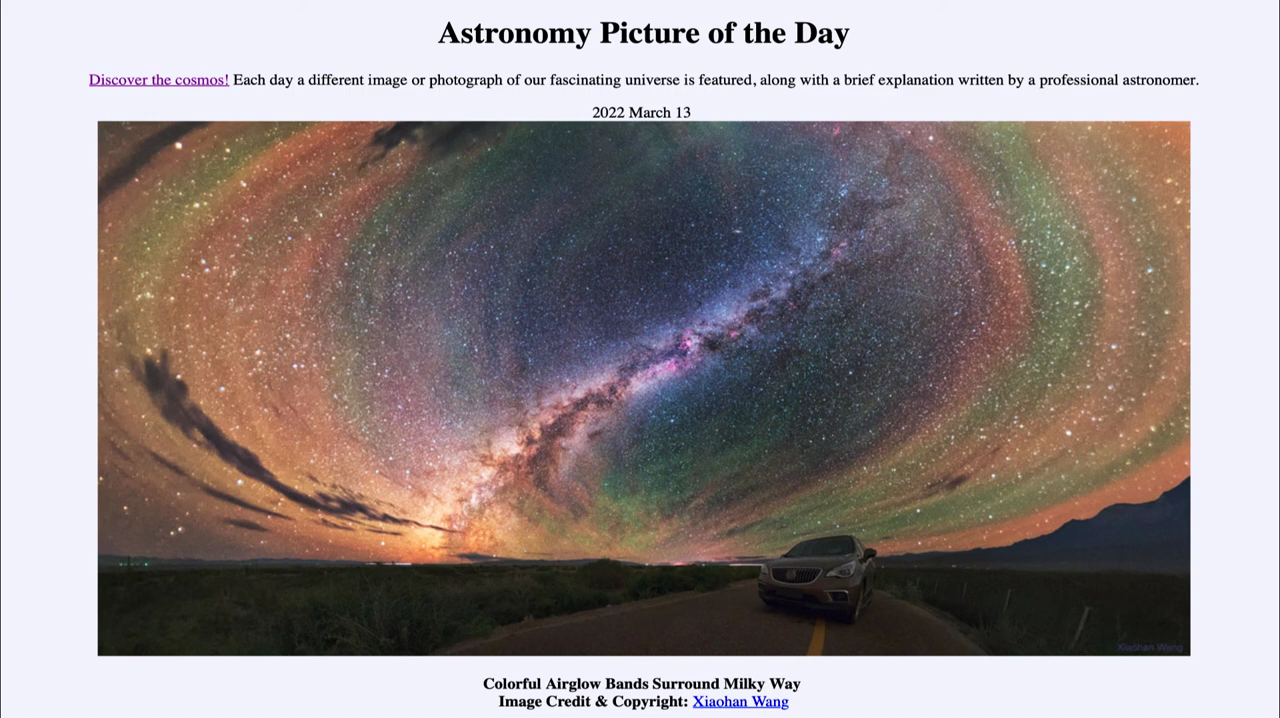 Astronomy Picture of the Day
Discover the cosmos! Each day a different image or photograph of our fascinating universe is featured, along with a brief explanation written by a professional astronomer.
2022 March 13
Xiaohan Wang
Colorful Airglow Bands Surround Milky Way
Image Credit & Copyright: Xiaohan Wang